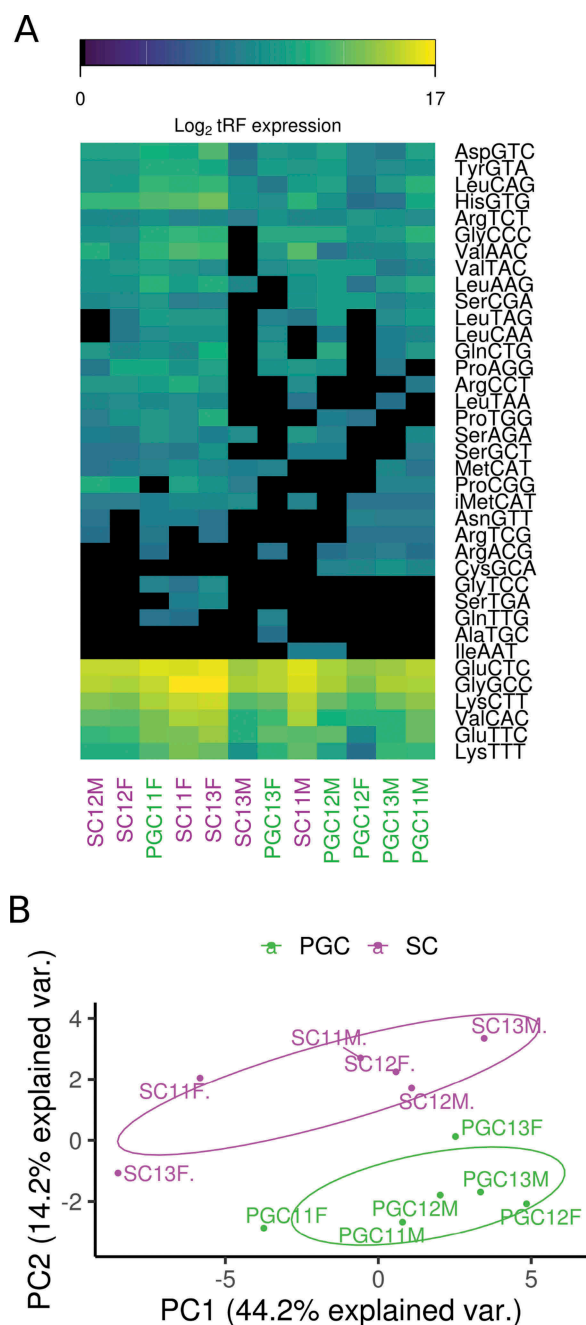 A
0 17
Log2 tRF expression
AspGTC
TyrGTA
LeuCAG
HisGTG
ArgTCT
GlyCCC
ValAAC
ValTAC
LeuAAG
SerCGA
LeuTAG
LeuCAA
GlnCTG
ProAGG
ArgCCT
LeuTAA
ProTGG
SerAGA
SerGCT
MetCAT
ProCGG
iMetCAT
AsnGTT
ArgTCG
ArgACG
CysGCA
GlyTCC
SerTGA
GlnTTG
AlaTGC
IleAAT
GluCTC
GlyGCC
LysCTT
ValCAC
GluTTC
LysTTT
SC12M SC12F PGC11F SC11F SC13F SC13M PGC13F SC11M PGC12M PGC12F PGC13M PGC11M
B
a PGC a SC
PC2 (14.2% explained var.)
4
2
0
-2
SC13M.
SC11M.
SC12F.
SC11F.
SC12M.
PGC13F
SC13F.
PGC13M
PGC12M
PGC11F
PGC12F
PGC11M
-5 0 5
PC1 (44.2% explained var.)